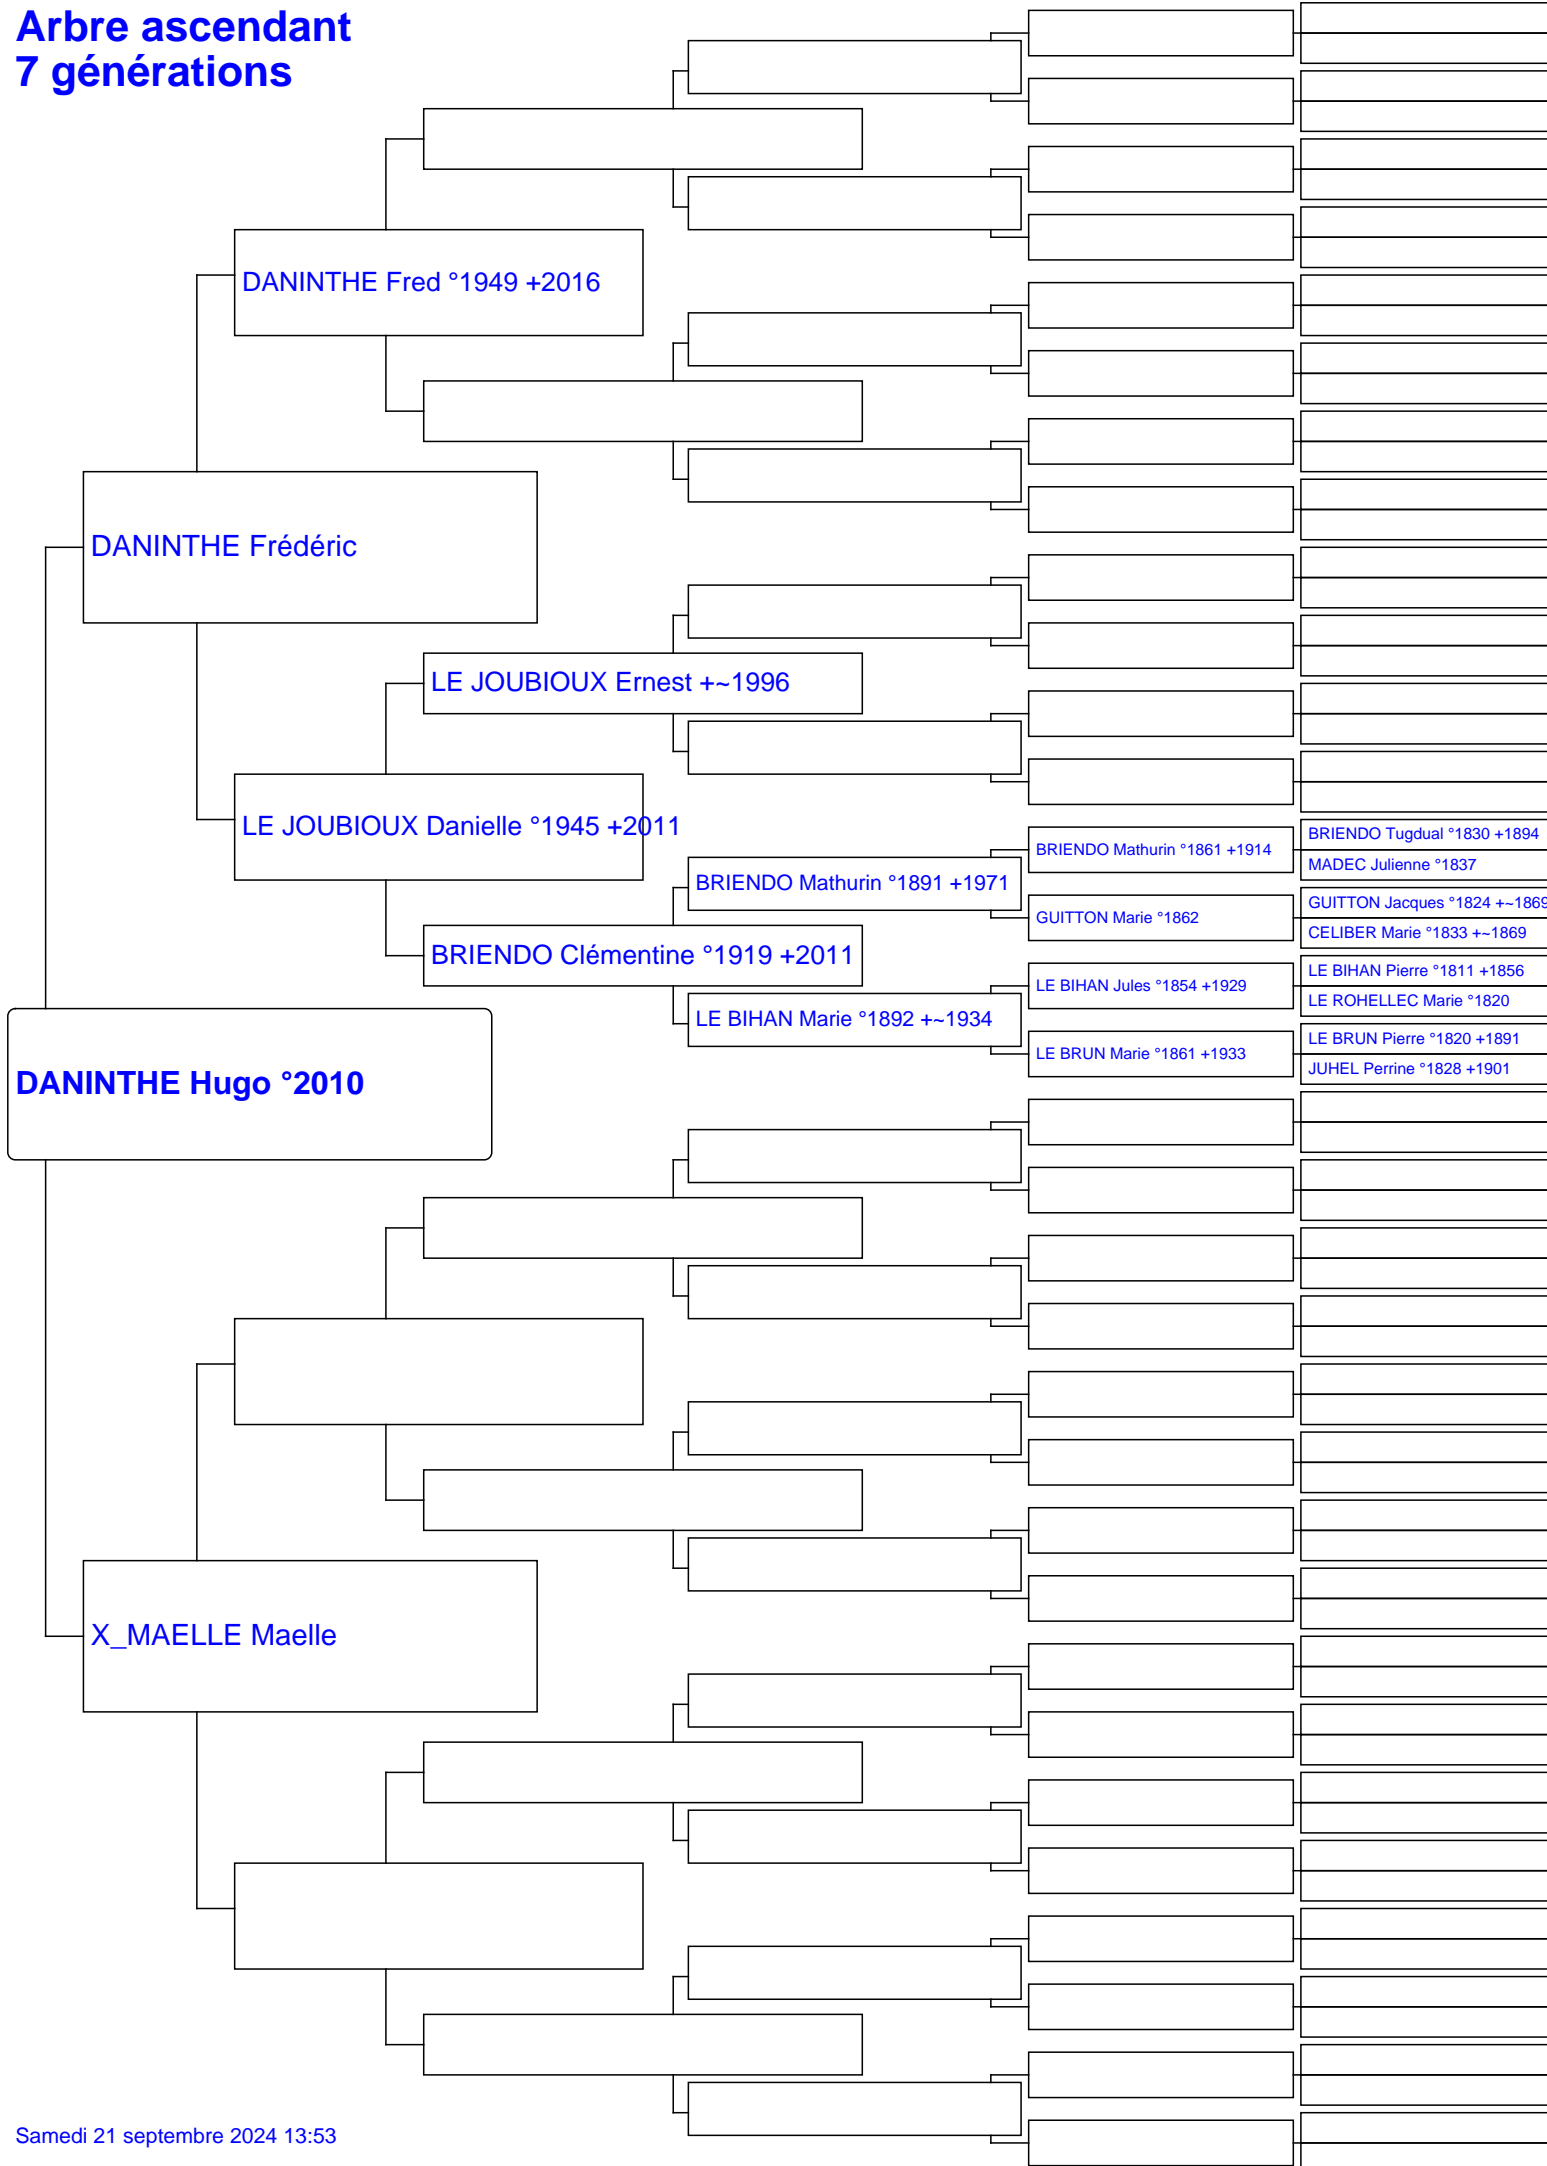 Arbre ascendant
7 générations
DANINTHE Fred °1949 +2016
DANINTHE Frédéric
LE JOUBIOUX Ernest +~1996
LE JOUBIOUX Danielle °1945 +2011
BRIENDO Mathurin °1861 +1914
BRIENDO Tugdual °1830 +1894
MADEC Julienne °1837
BRIENDO Mathurin °1891 +1971
GUITTON Marie °1862
GUITTON Jacques °1824 +~1869
CELIBER Marie °1833 +~1869
BRIENDO Clémentine °1919 +2011
LE BIHAN Jules °1854 +1929
LE BIHAN Pierre °1811 +1856
LE ROHELLEC Marie °1820
LE BIHAN Marie °1892 +~1934
LE BRUN Marie °1861 +1933
LE BRUN Pierre °1820 +1891
JUHEL Perrine °1828 +1901
DANINTHE Hugo °2010
X_MAELLE Maelle
Samedi 21 septembre 2024 13:53